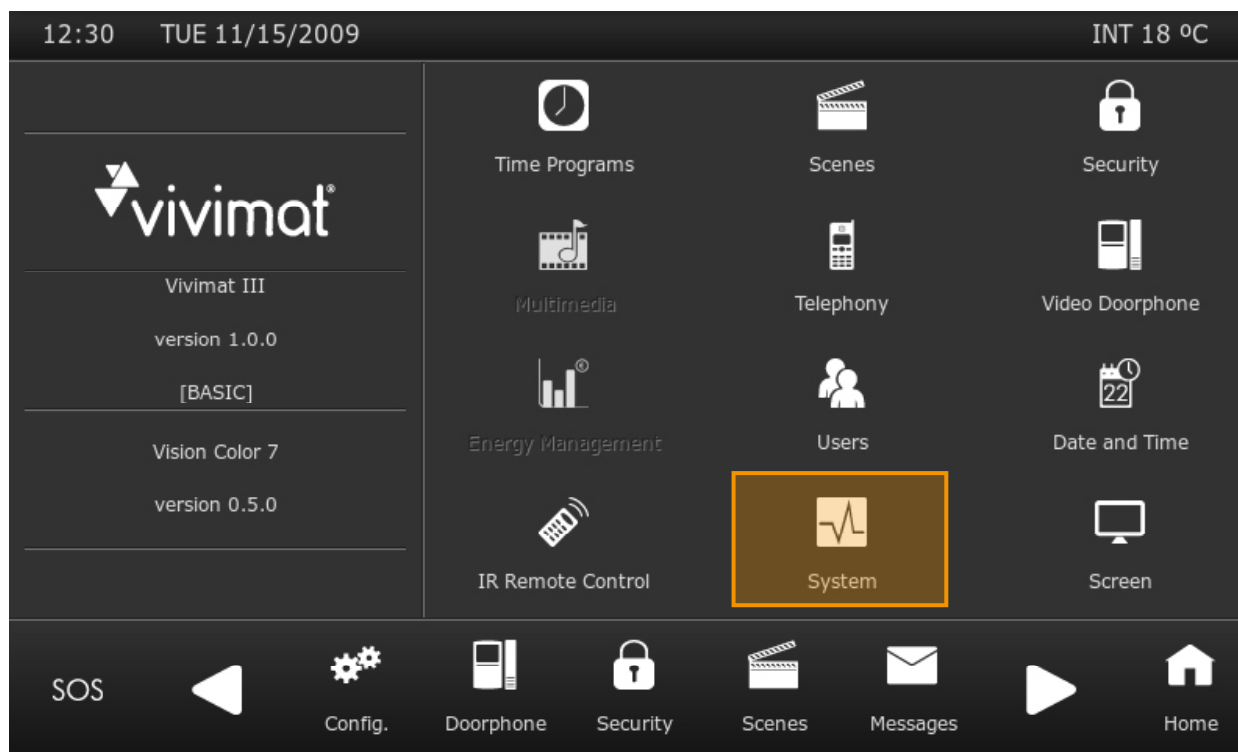 12:30 TUE 11/15/2009 INT 18 ºC
vivimat®
Vivimat III
version 1.0.0
[BASIC]
Vision Color 7
version 0.5.0
Time Programs Scenes Security
Multimedia Telephony Video Doorphone
€
22
Energy Management Users Date and Time
IR Remote Control System Screen
SOS Config. Doorphone Security Scenes Messages Home